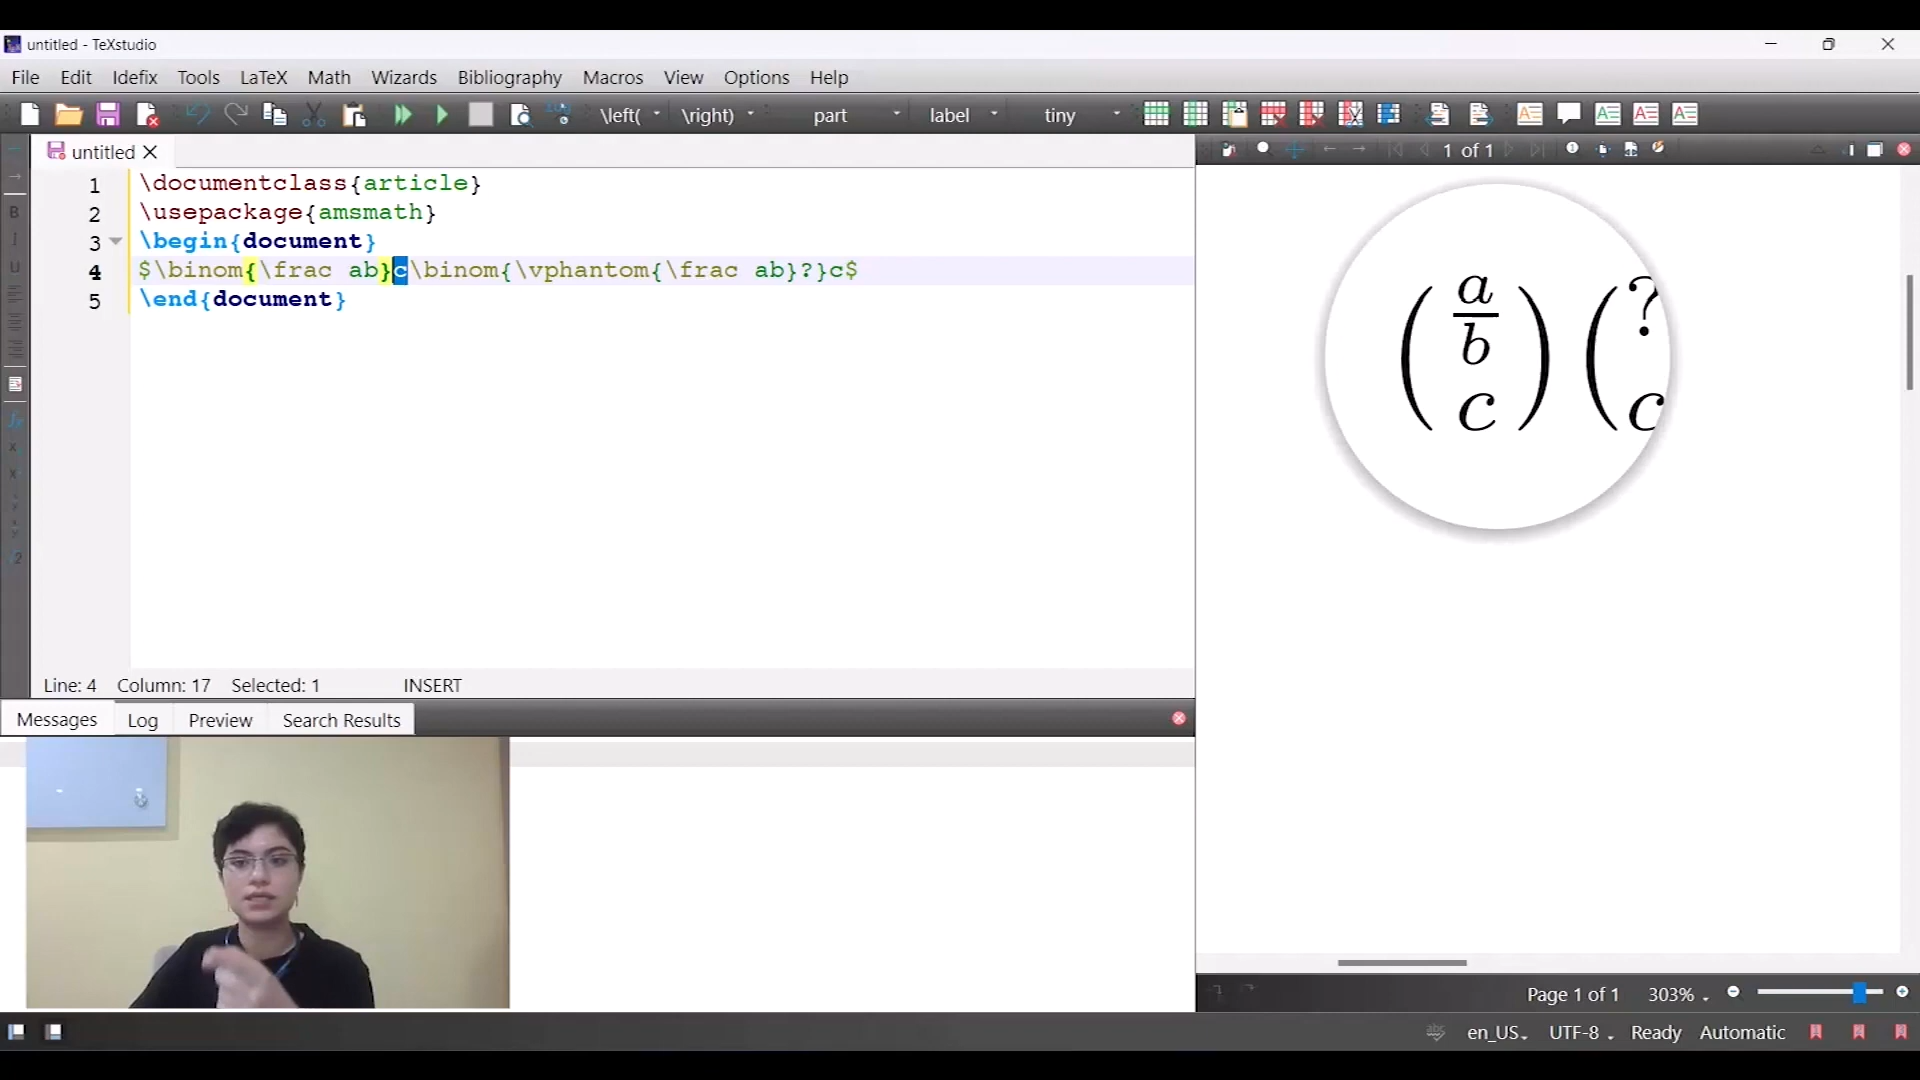 untitled - TeXstudio
File Edit Idefix Tools LaTeX Math Wizards Bibliography Macros View Options Help
\left( \right) part label tiny
untitled
1 of 1
1 \documentclass{article}
2 \usepackage{amsmath}
3 \begin{document}
4 $\binom{\frac ab}c\binom{\vphantom{\frac ab}?}c$
5 \end{document}
a ?
b
c c
Line: 4 Column: 17 Selected: 1 INSERT
Messages Log Preview Search Results
Page 1 of 1 303%
en_US UTF-8 Ready Automatic